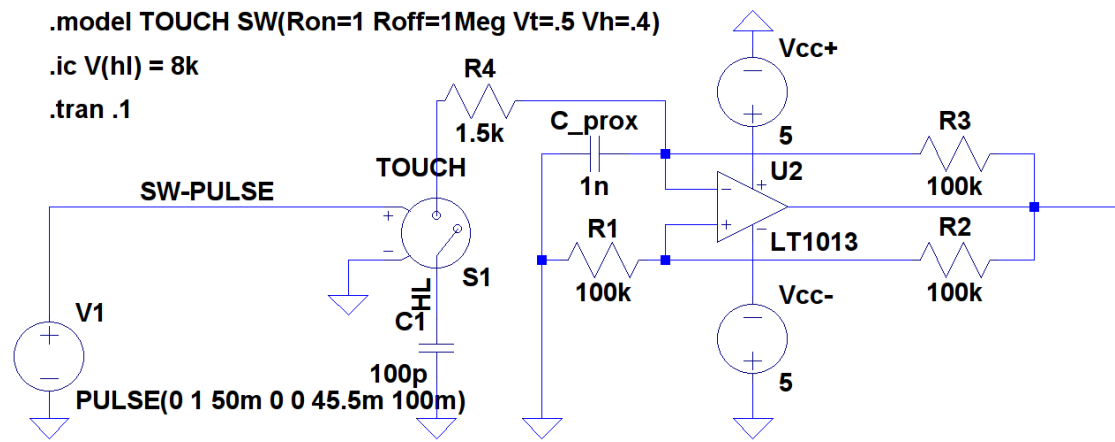 .model TOUCH SW(Ron=1 Roff=1Meg Vt=.5 Vh=.4)
.ic V(hl) = 8k
.tran .1
R4
1.5k
Vcc+
5
C_prox
1n
R3
100k
TOUCH
SW-PULSE
U2
LT1013
R1
100k
R2
100k
S1
HL
C1
100p
Vcc-
5
V1
PULSE(0 1 50m 0 0 45.5m 100m)